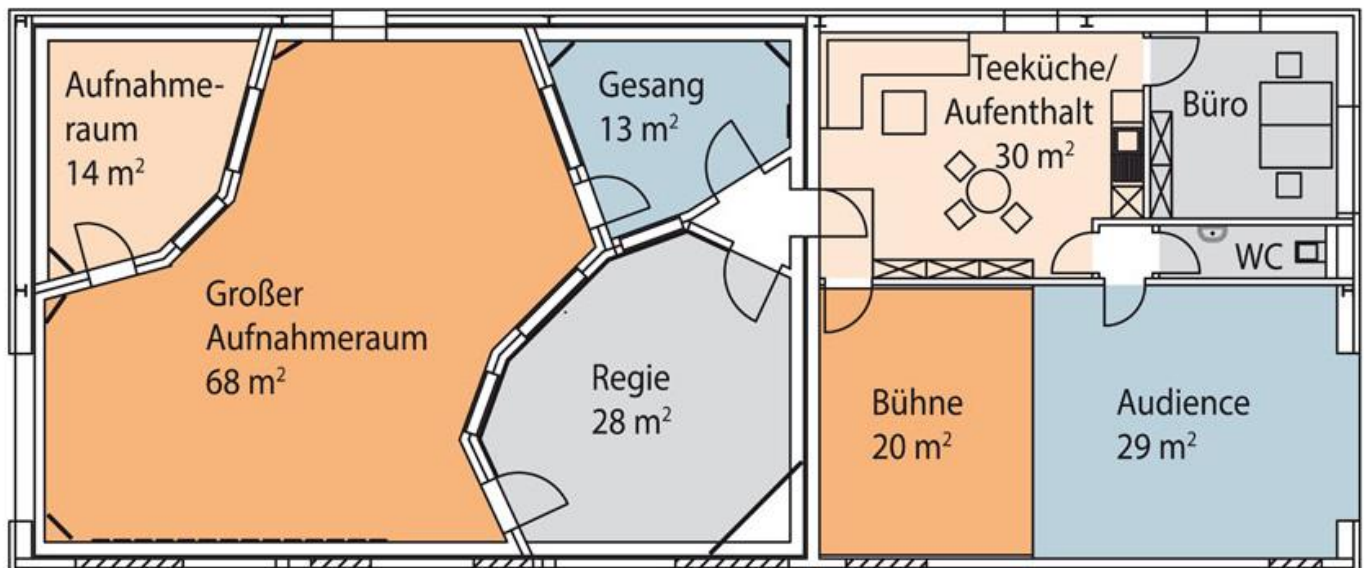 Aufnahme-
raum
14 m²
Großer
Aufnahmeraum
68 m²
Gesang
13 m²
Regie
28 m²
Teeküche/
Aufenthalt
30 m²
Büro
WC
Bühne
20 m²
Audience
29 m²